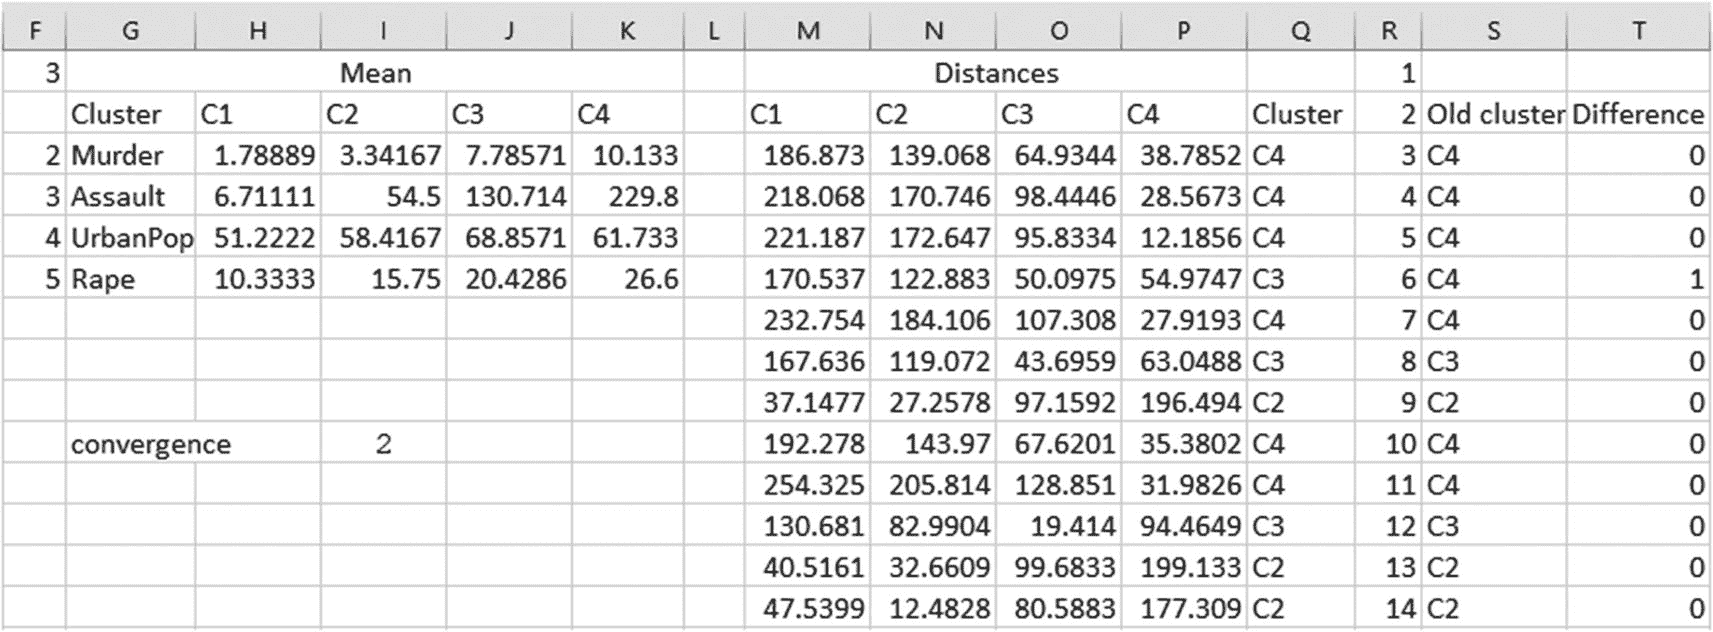 F G H I J K L M N O P Q R S T
3 Mean Distances 1
Cluster C1 C2 C3 C4 C1 C2 C3 C4 Cluster 2 Old cluster Difference
2 Murder 1.78889 3.34167 7.78571 10.133 186.873 139.068 64.9344 38.7852 C4 3 C4 0
3 Assault 6.71111 54.5 130.714 229.8 218.068 170.746 98.4446 28.5673 C4 4 C4 0
4 UrbanPop 51.2222 58.4167 68.8571 61.733 221.187 172.647 95.8334 12.1856 C4 5 C4 0
5 Rape 10.3333 15.75 20.4286 26.6 170.537 122.883 50.0975 54.9747 C3 6 C4 1
232.754 184.106 107.308 27.9193 C4 7 C4 0
167.636 119.072 43.6959 63.0488 C3 8 C3 0
37.1477 27.2578 97.1592 196.494 C2 9 C2 0
convergence 2 192.278 143.97 67.6201 35.3802 C4 10 C4 0
254.325 205.814 128.851 31.9826 C4 11 C4 0
130.681 82.9904 19.414 94.4649 C3 12 C3 0
40.5161 32.6609 99.6833 199.133 C2 13 C2 0
47.5399 12.4828 80.5883 177.309 C2 14 C2 0